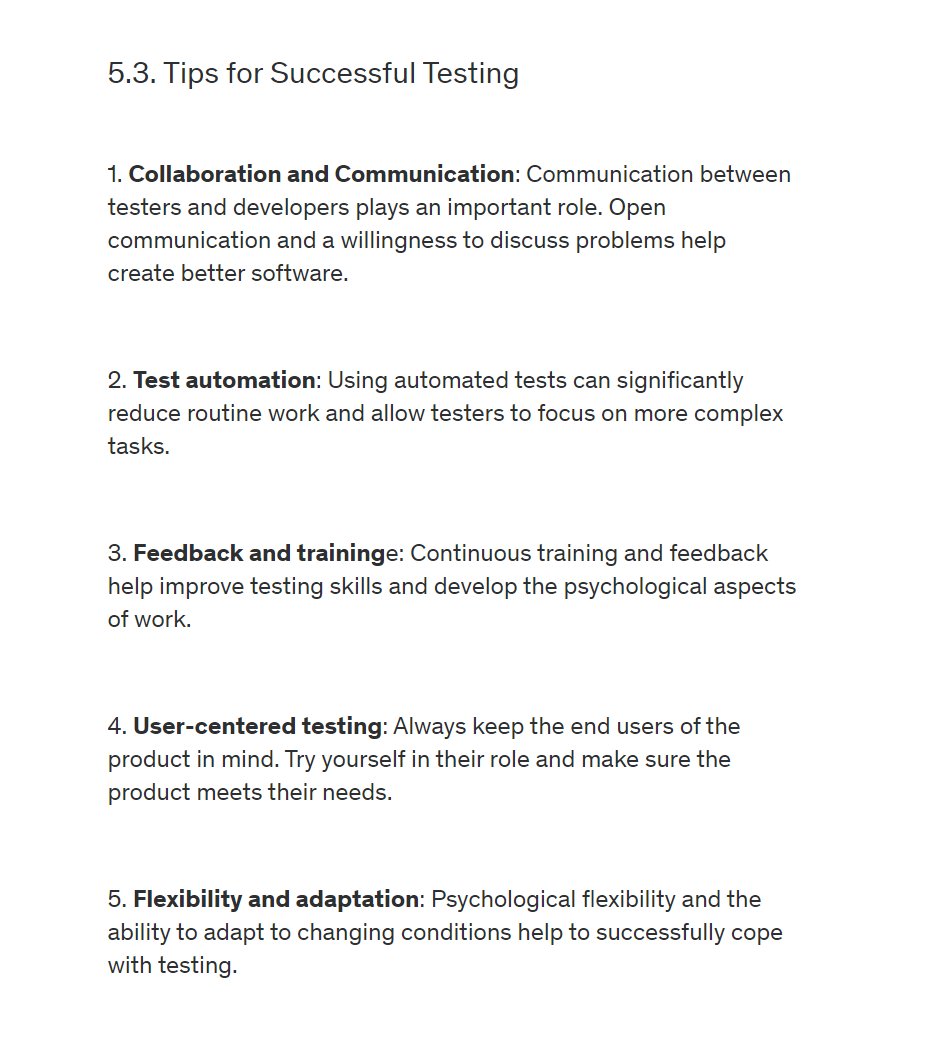 5.3. Tips for Successful Testing
1. Collaboration and Communication: Communication between
testers and developers plays an important role. Open
communication and a willingness to discuss problems help
create better software.
2. Test automation: Using automated tests can significantly
reduce routine work and allow testers to focus on more complex
tasks.
3. Feedback and traininge: Continuous training and feedback
help improve testing skills and develop the psychological aspects
of work.
4. User-centered testing: Always keep the end users of the
product in mind. Try yourself in their role and make sure the
product meets their needs.
5. Flexibility and adaptation: Psychological flexibility and the
ability to adapt to changing conditions help to successfully cope
with testing.